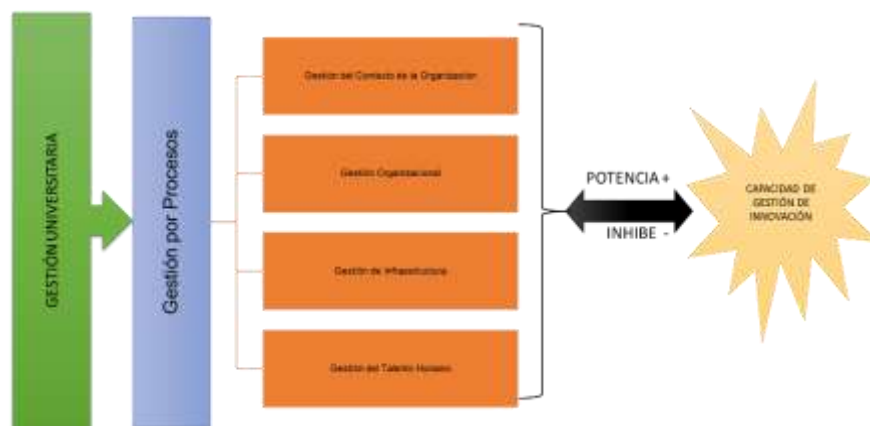 GESTIÓN UNIVERSITARIA
Gestión por Procesos
Gestión del Contexto de la Organización
Gestión Organizacional
Gestión de Infraestructura
Gestión del Talento Humano
POTENCIA +
INHIBE -
CAPACIDAD DE
GESTIÓN DE
INNOVACIÓN